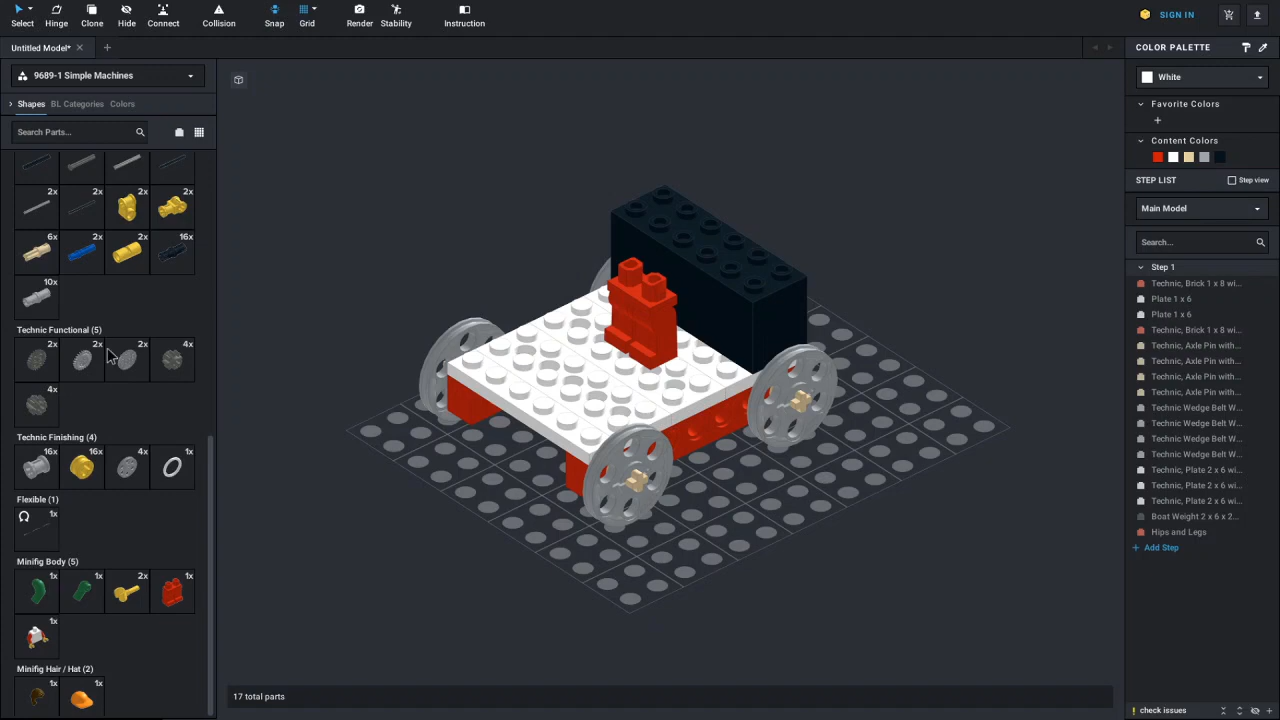 Select Hinge Clone Hide Connect Collision Snap Grid Render Stability Instruction SIGN IN
Untitled Model* COLOR PALETTE
9689-1 Simple Machines White
Shapes BL Categories Colors Favorite Colors
Search Parts...
Content Colors
STEP LIST Step view
2x 2x 2x 2x Main Model
6x 2x 2x 16x Search...
10x Step 1
Technic, Brick 1 x 8 wi...
Plate 1 x 6
Plate 1 x 6
Technic Functional (5) Technic, Brick 1 x 8 wi...
2x 2x 2x 4x Technic, Axle Pin with...
Technic, Axle Pin with...
Technic, Axle Pin with...
4x Technic, Axle Pin with...
Technic Wedge Belt W...
Technic Wedge Belt W...
Technic Finishing (4) Technic Wedge Belt W...
16x 16x 4x 1x Technic Wedge Belt W...
Technic, Plate 2 x 6 wi...
Technic, Plate 2 x 6 wi...
Flexible (1) Technic, Plate 2 x 6 wi...
1x Boat Weight 2 x 6 x 2...
Hips and Legs
Add Step
Minifig Body (5)
1x 1x 2x 1x
1x
Minifig Hair / Hat (2)
1x 1x
17 total parts check issues